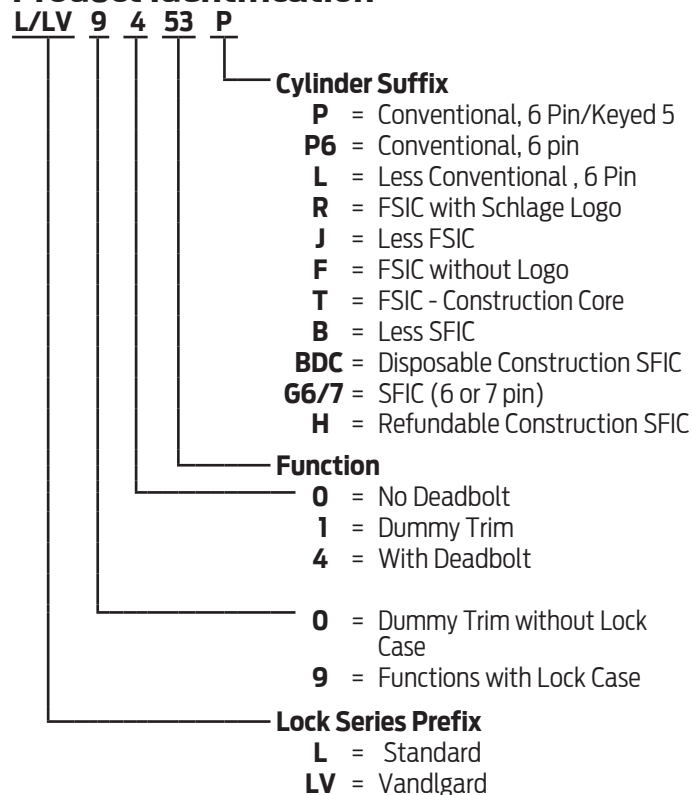 L/LV 9 4 53 P
Cylinder Suffix
P = Conventional, 6 Pin/Keyed 5
P6 = Conventional, 6 pin
L = Less Conventional , 6 Pin
R = FSIC with Schlage Logo
J = Less FSIC
F = FSIC without Logo
T = FSIC - Construction Core
B = Less SFIC
BDC = Disposable Construction SFIC
G6/7 = SFIC (6 or 7 pin)
H = Refundable Construction SFIC
Function
0 = No Deadbolt
1 = Dummy Trim
4 = With Deadbolt
0 = Dummy Trim without Lock
Case
9 = Functions with Lock Case
Lock Series Prefix
L = Standard
LV = Vandlgard